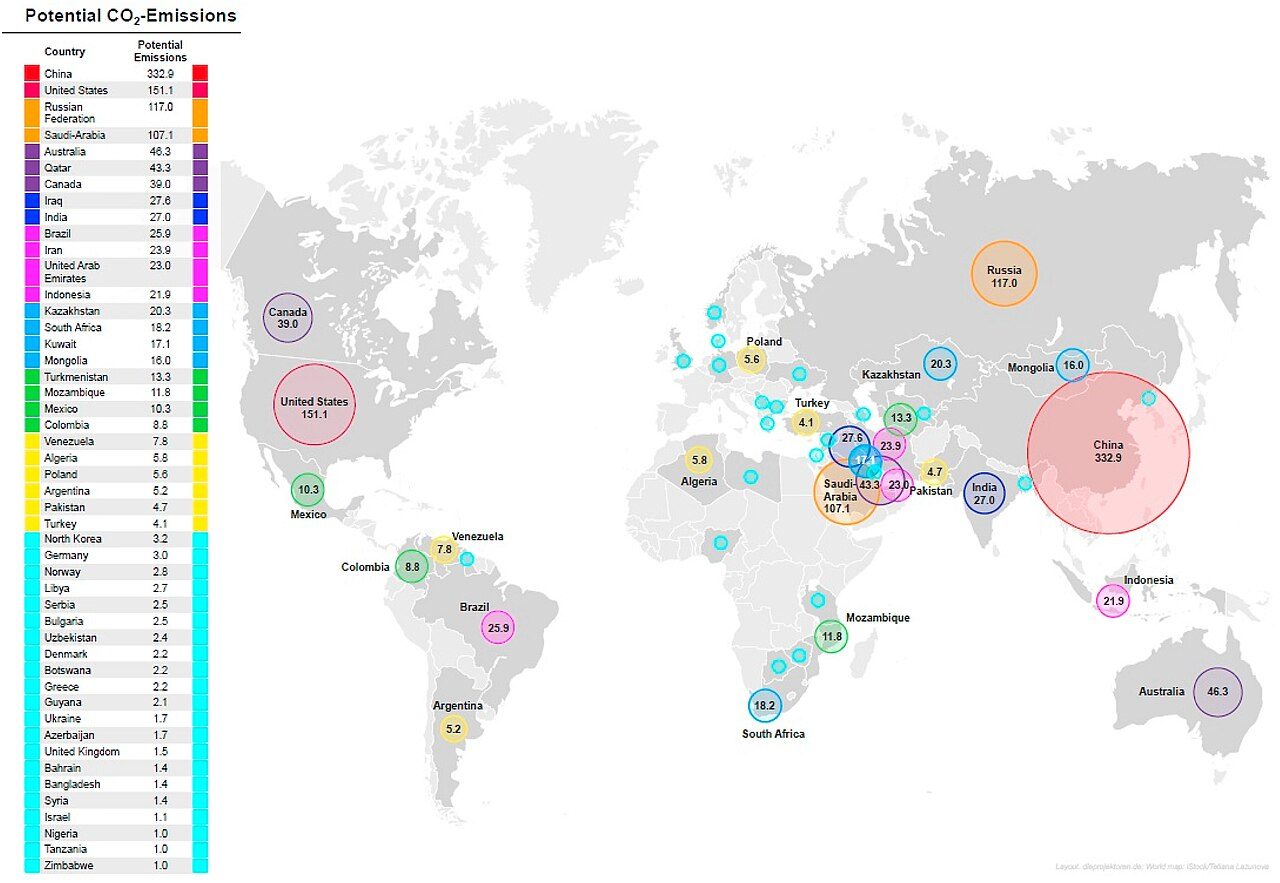 Potential CO₂-Emissions
Country Potential Emissions
China 332.9
United States 151.1
Russian Federation 117.0
Saudi-Arabia 107.1
Australia 46.3
Qatar 43.3
Canada 39.0
Iraq 27.6
India 27.0
Brazil 25.9
Iran 23.9
United Arab Emirates 23.0
Indonesia 21.9
Kazakhstan 20.3
South Africa 18.2
Kuwait 17.1
Mongolia 16.0
Turkmenistan 13.3
Mozambique 11.8
Mexico 10.3
Colombia 8.8
Venezuela 7.8
Algeria 5.8
Poland 5.6
Argentina 5.2
Pakistan 4.7
Turkey 4.1
North Korea 3.2
Germany 3.0
Norway 2.8
Libya 2.7
Serbia 2.5
Bulgaria 2.5
Uzbekistan 2.4
Denmark 2.2
Botswana 2.2
Greece 2.2
Guyana 2.1
Ukraine 1.7
Azerbaijan 1.7
United Kingdom 1.5
Bahrain 1.4
Bangladesh 1.4
Syria 1.4
Israel 1.1
Nigeria 1.0
Tanzania 1.0
Zimbabwe 1.0
Canada
39.0
United States
151.1
10.3
Mexico
Venezuela
7.8
Colombia
8.8
Brazil
25.9
Argentina
5.2
Poland
5.6
Turkey
4.1
5.8
Algeria
Russia
117.0
Kazakhstan
20.3
Mongolia
16.0
13.3
27.6
23.9
17.1
43.3
23.0
Saudi-
Arabia
107.1
4.7
Pakistan
India
27.0
China
332.9
Indonesia
21.9
Mozambique
11.8
18.2
South Africa
Australia
46.3
Layout: dieprojektoren.de; World map: iStock/Tetiana Lazunova